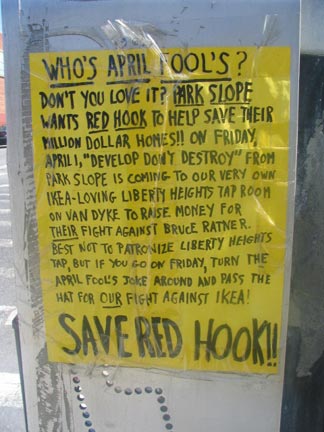 WHO'S APRIL FOOL'S?
DON'T YOU LOVE IT? PARK SLOPE
WANTS RED HOOK TO HELP SAVE THEIR
MILLION DOLLAR HOMES!! ON FRIDAY,
APRIL 1, "DEVELOP DON'T DESTROY" FROM
PARK SLOPE IS COMING TO OUR VERY OWN
IKEA-LOVING LIBERTY HEIGHTS TAP ROOM
ON VAN DYKE TO RAISE MONEY FOR
THEIR FIGHT AGAINST BRUCE RATNER.
BEST NOT TO PATRONIZE LIBERTY HEIGHTS
TAP, BUT IF YOU GO ON FRIDAY, TURN THE
APRIL FOOL'S JOKE AROUND AND PASS THE
HAT FOR OUR FIGHT AGAINST IKEA!
SAVE RED HOOK!!